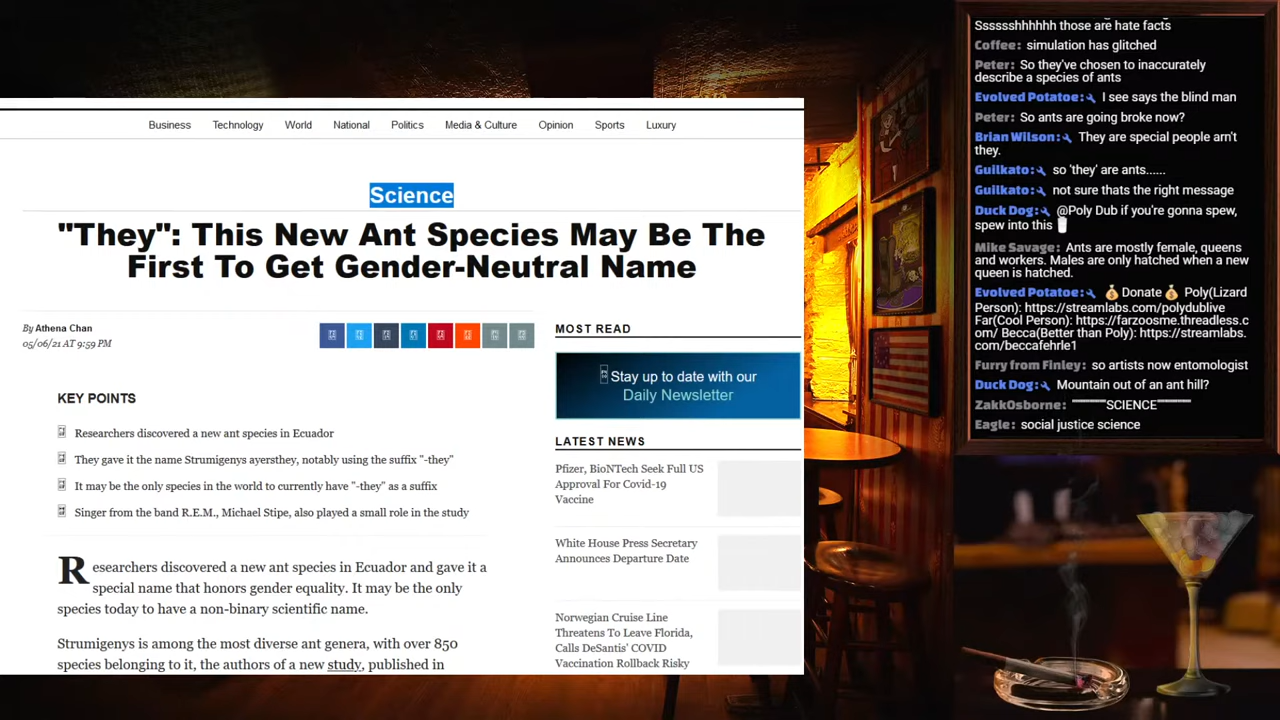 Business Technology World National Politics Media & Culture Opinion Sports Luxury
Science
"They": This New Ant Species May Be The
First To Get Gender-Neutral Name
By Athena Chan
05/06/21 AT 9:59 PM
KEY POINTS
Researchers discovered a new ant species in Ecuador
They gave it the name Strumigenys ayersthey, notably using the suffix "-they"
It may be the only species in the world to currently have "-they" as a suffix
Singer from the band R.E.M., Michael Stipe, also played a small role in the study
Researchers discovered a new ant species in Ecuador and gave it a
special name that honors gender equality. It may be the only
species today to have a non-binary scientific name.
Strumigenys is among the most diverse ant genera, with over 850
species belonging to it, the authors of a new study, published in
MOST READ
Stay up to date with our
Daily Newsletter
LATEST NEWS
Pfizer, BioNTech Seek Full US
Approval For Covid-19
Vaccine
White House Press Secretary
Announces Departure Date
Norwegian Cruise Line
Threatens To Leave Florida,
Calls DeSantis' COVID
Vaccination Rollback Risky
Ssssshhhhhh those are hate facts
Coffee: simulation has glitched
Peter: So they've chosen to inaccurately
describe a species of ants
Evolved Potatoe: I see says the blind man
Peter: So ants are going broke now?
Brian Wilson: They are special people arn't
they.
Guilkato: so 'they' are ants......
Guilkato: not sure thats the right message
Duck Dog: @Poly Dub if you're gonna spew,
spew into this
Mike Savage: Ants are mostly female, queens
and workers. Males are only hatched when a new
queen is hatched.
Evolved Potatoe: 💰Donate💰 Poly(Lizard
Person): https://streamlabs.com/polydublive
Far(Cool Person): https://farzoosme.threadless.c
om/ Becca(Better than Poly): https://streamlabs.
com/beccafehrle1
Furry from Finley: so artists now entomologist
Duck Dog: Mountain out of an ant hill?
ZakkOsborne: """""""SCIENCE"""""""
Eagle: social justice science